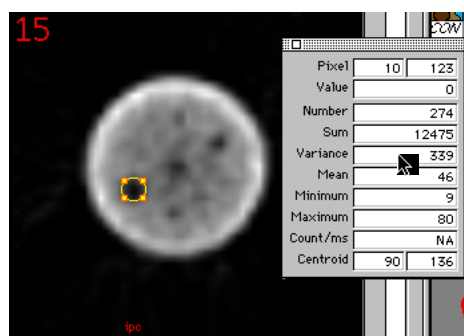 15
CON
Pixel 10 123
Value 0
Number 274
Sum 12475
Variance 339
Mean 46
Minimum 9
Maximum 80
Count/ms NA
Centroid 90 136
ipo